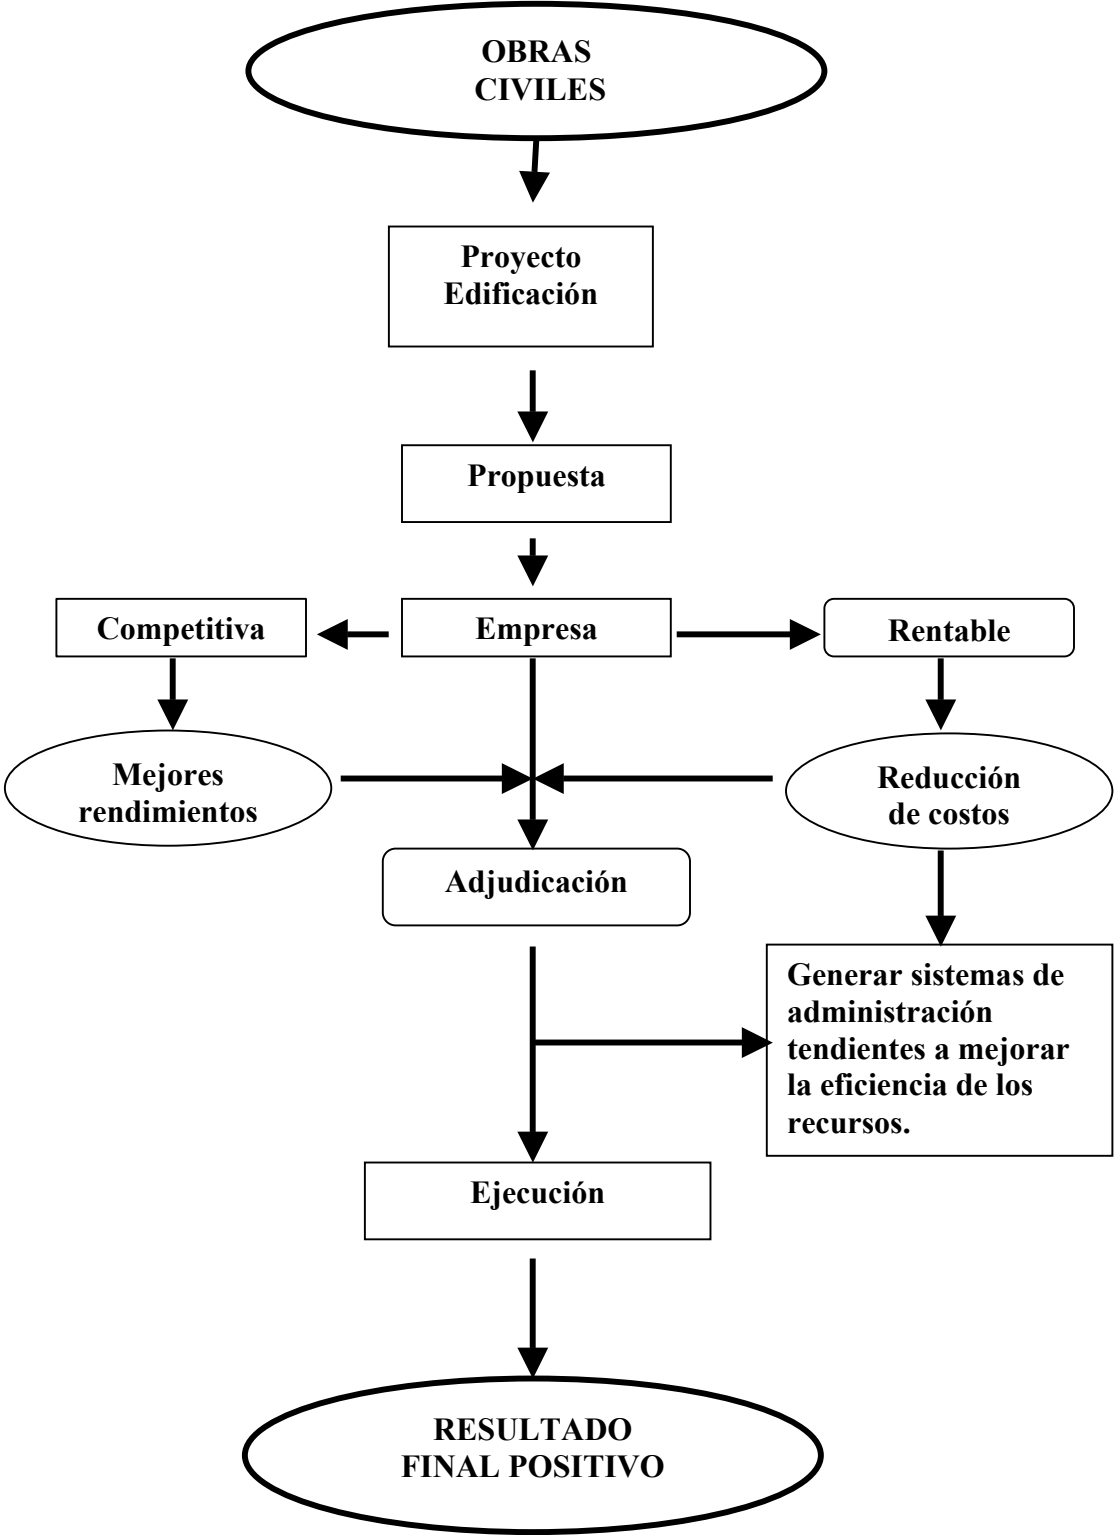 OBRAS
CIVILES
Proyecto
Edificación
Propuesta
Competitiva
Empresa
Rentable
Mejores
rendimientos
Reducción
de costos
Adjudicación
Generar sistemas de
administración
tendientes a mejorar
la eficiencia de los
recursos.
Ejecución
RESULTADO
FINAL POSITIVO